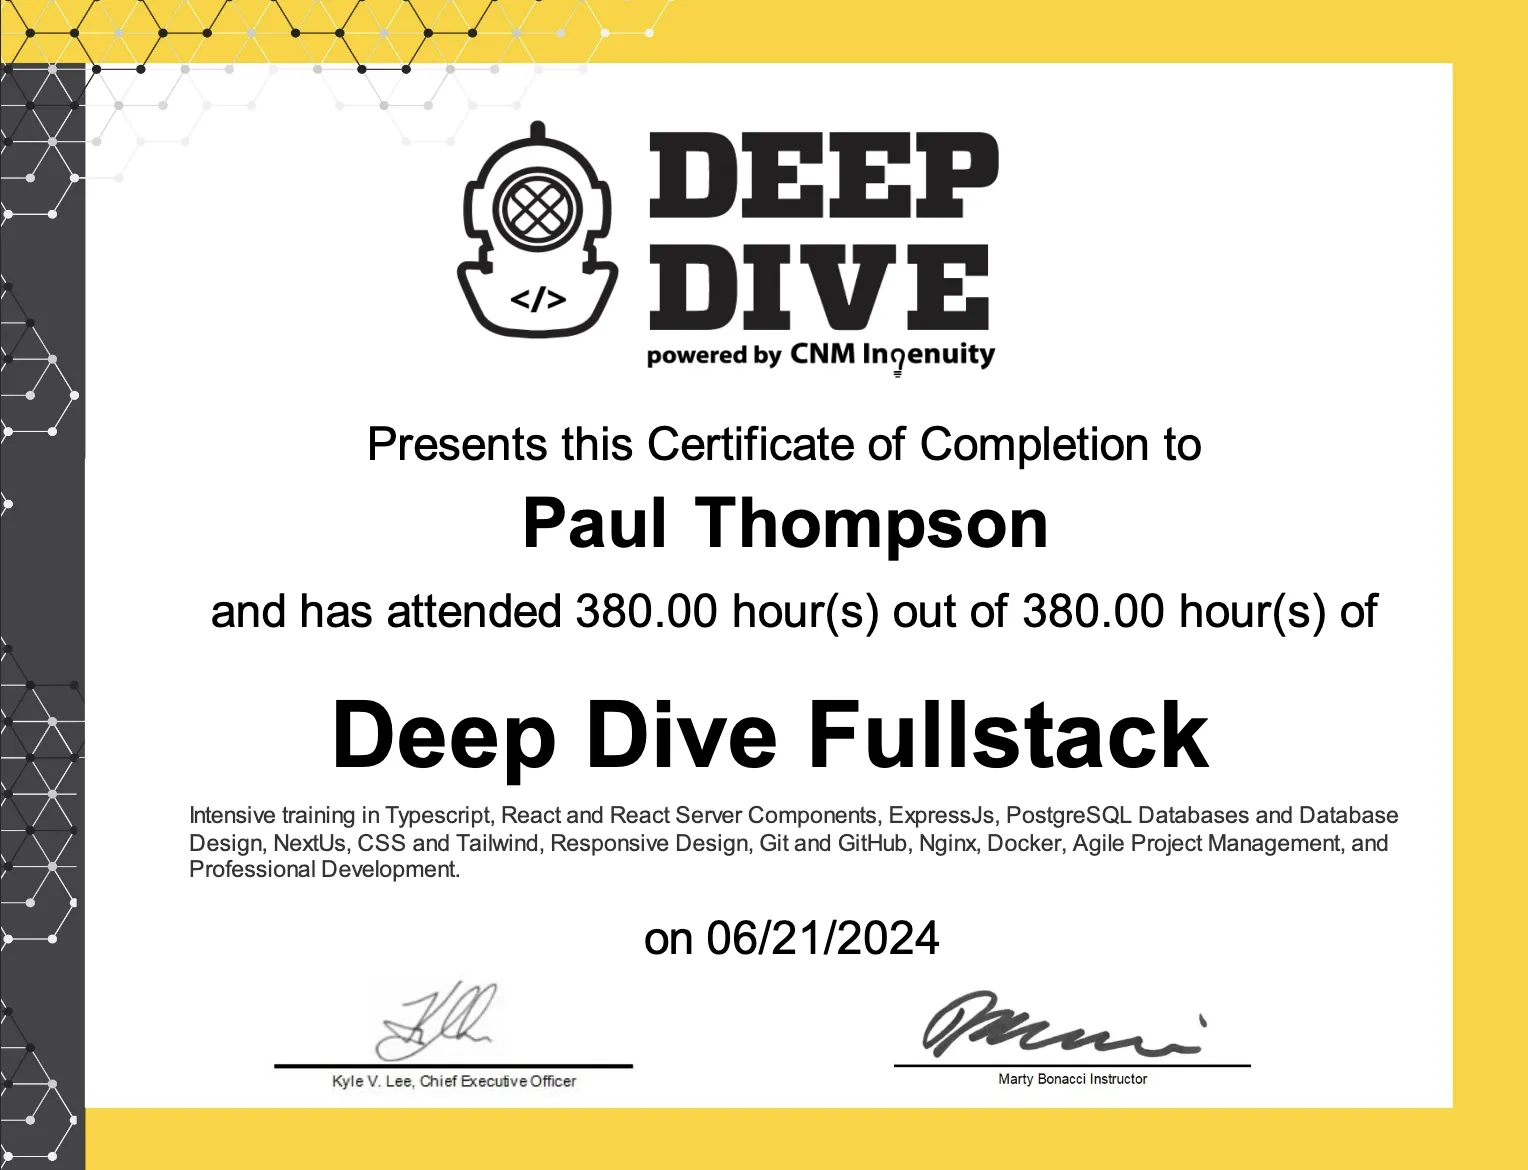 DEEP
DIVE
</>
powered by CNM Ingenuity
Presents this Certificate of Completion to
Paul Thompson
and has attended 380.00 hour(s) out of 380.00 hour(s) of
Deep Dive Fullstack
Intensive training in Typescript, React and React Server Components, ExpressJs, PostgreSQL Databases and Database
Design, NextUs, CSS and Tailwind, Responsive Design, Git and GitHub, Nginx, Docker, Agile Project Management, and
Professional Development.
on 06/21/2024
Kyle V. Lee, Chief Executive Officer
Marty Bonacci Instructor